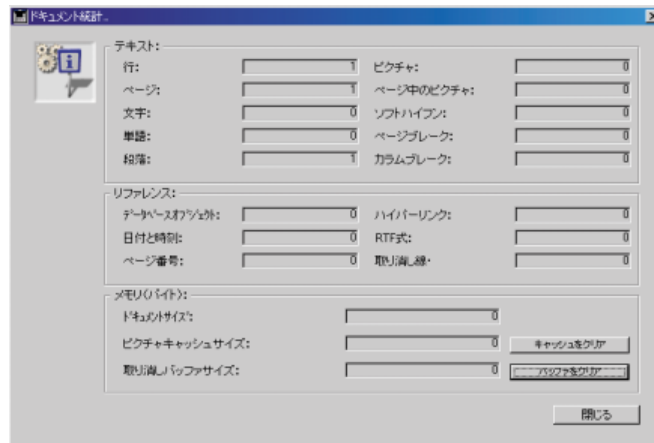 ドキュメント統計..
テキスト:
行: 1 ピクチャ: 0
ページ: 1 ページ中のピクチャ: 0
文字: 0 ソフトハイフン: 0
単語: 0 ページブレーク: 0
段落: 1 カラムブレーク: 0
リファレンス:
データベースオブジェクト: 0 ハイパーリンク: 0
日付と時刻: 0 RTF式: 0
ページ番号: 0 取り消し線・ 0
メモリ(バイト):
ドキュメントサイズ: 0
ピクチャキャッシュサイズ: 0 キャッシュをクリア
取り消しバッファサイズ: 0 バッファをクリア
閉じる